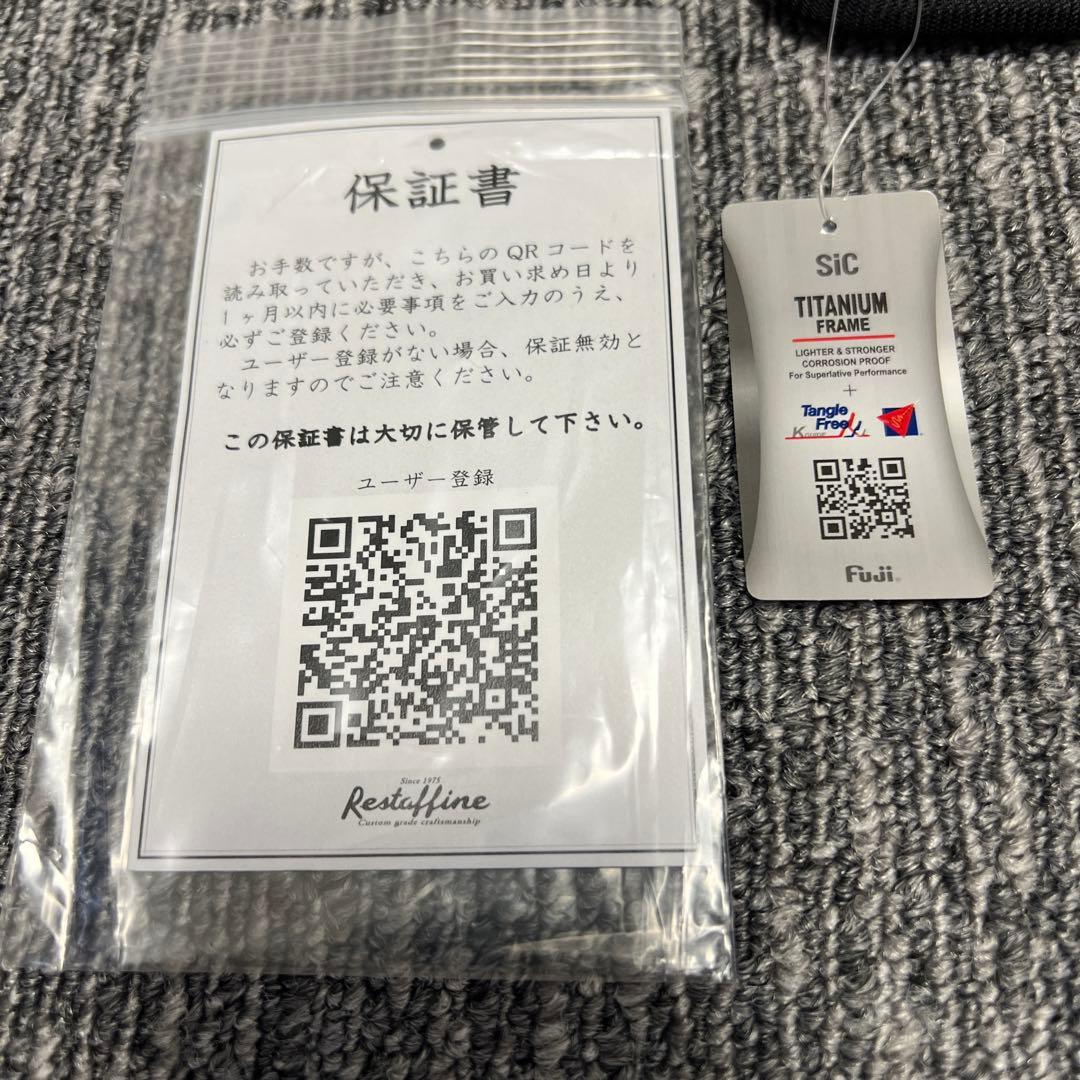 保証書
お手数ですが、こちらのQRコードを
読み取っていただき、お買い求め日より
1ヶ月以内に必要事項をご入力のうえ、
必ずご登録ください。
ユーザー登録がない場合、保証無効と
なりますのでご注意ください。
この保証書は大切に保管して下さい。
ユーザー登録
Since 1975
Restaffine
Custom grade craftsmanship
SiC
TITANIUM
FRAME
LIGHTER & STRONGER
CORROSION PROOF
For Superlative Performance
+
Tangle
Free
K GUIDE
Fuji